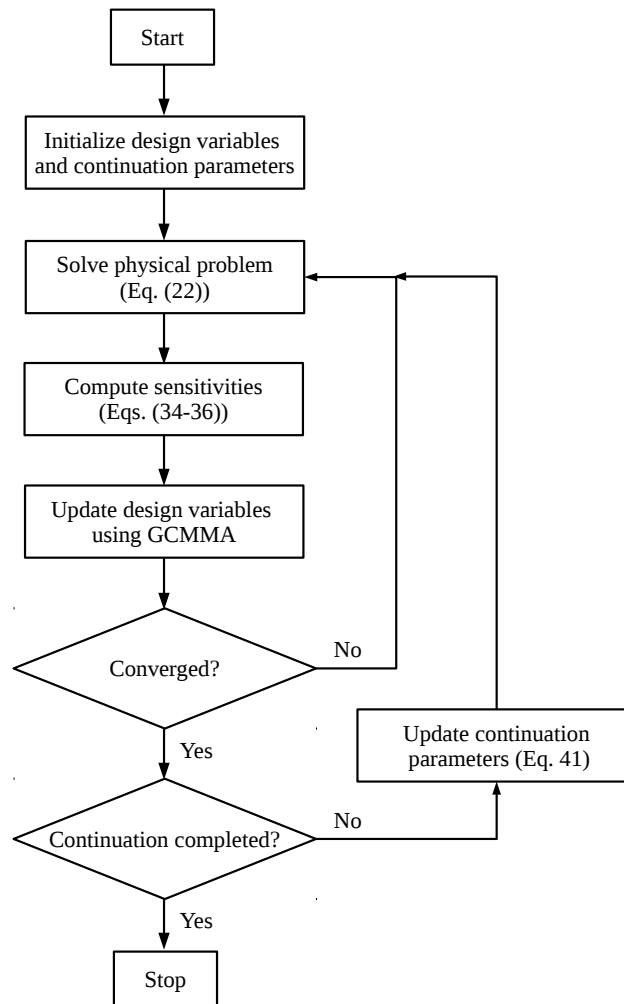 Start
Initialize design variables
and continuation parameters
Solve physical problem
(Eq. (22))
Compute sensitivities
(Eqs. (34-36))
Update design variables
using GCMMA
Converged?
No
Yes
Update continuation
parameters (Eq. 41)
Continuation completed?
No
Yes
Stop